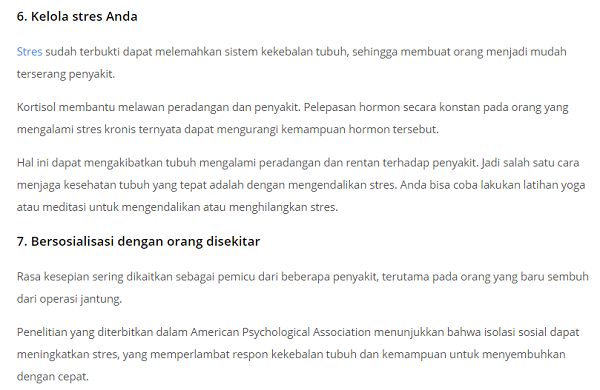 6. Kelola stres Anda
Stres sudah terbukti dapat melemahkan sistem kekebalan tubuh, sehingga membuat orang menjadi mudah
terserang penyakit.
Kortisol membantu melawan peradangan dan penyakit. Pelepasan hormon secara konstan pada orang yang
mengalami stres kronis ternyata dapat mengurangi kemampuan hormon tersebut.
Hal ini dapat mengakibatkan tubuh mengalami peradangan dan rentan terhadap penyakit. Jadi salah satu cara
menjaga kesehatan tubuh yang tepat adalah dengan mengendalikan stres. Anda bisa coba lakukan latihan yoga
atau meditasi untuk mengendalikan atau menghilangkan stres.
7. Bersosialisasi dengan orang disekitar
Rasa kesepian sering dikaitkan sebagai pemicu dari beberapa penyakit, terutama pada orang yang baru sembuh
dari operasi jantung.
Penelitian yang diterbitkan dalam American Psychological Association menunjukkan bahwa isolasi sosial dapat
meningkatkan stres, yang memperlambat respon kekebalan tubuh dan kemampuan untuk menyembuhkan
dengan cepat.